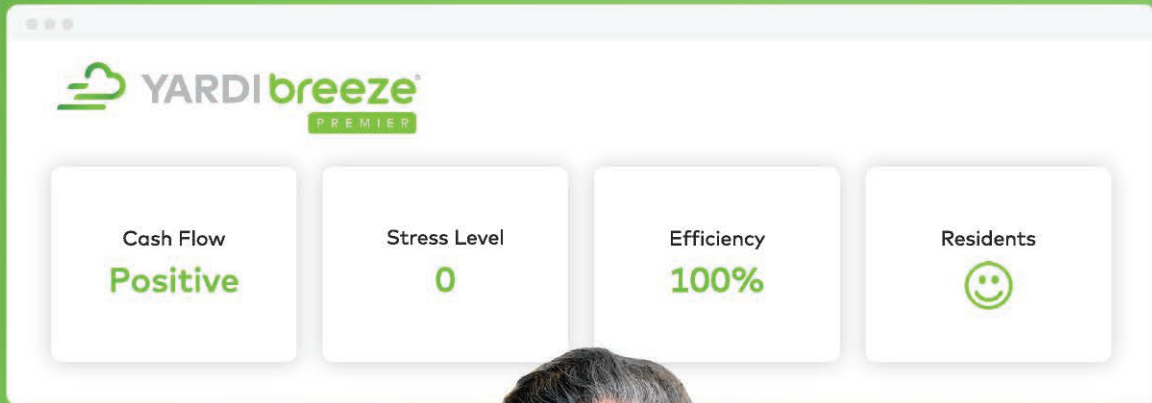 YARDI breeze®
PREMIER
Cash Flow
Positive
Stress Level
0
Efficiency
100%
Residents